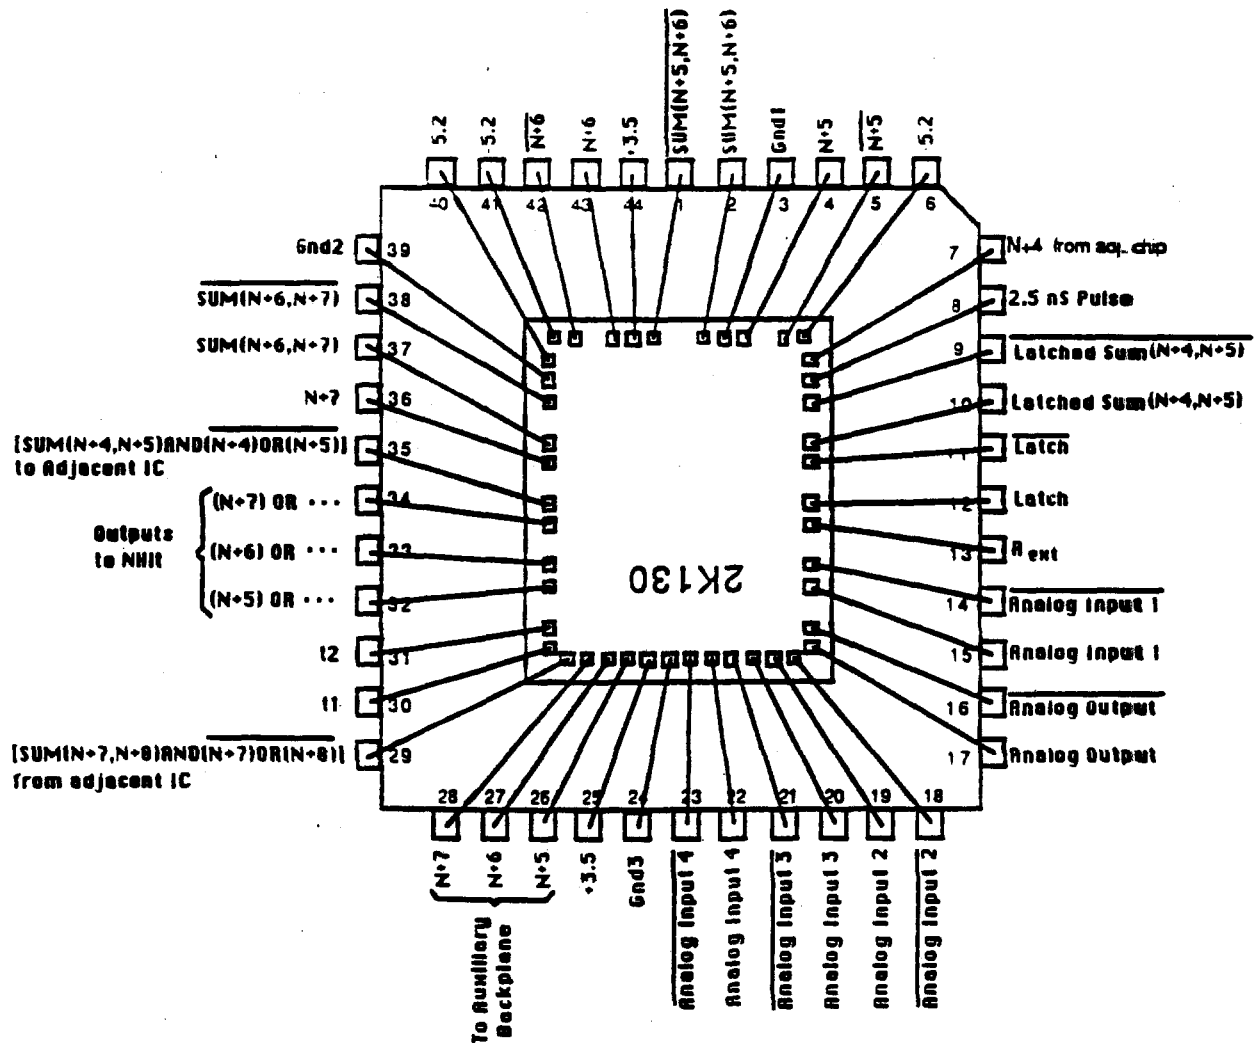 5.2
-5.2
N+6
N+6
+3.5
SUM(N+5,N+6)
SUM(N+5,N+6)
Gnd1
N+5
N+5
5.2
40
41
42
43
44
1
2
3
4
5
6
Gnd2
39
SUM(N+6,N+7)
38
SUM(N+6,N+7)
37
N+7
36
[SUM(N+4,N+5)AND(N+4)OR(N+5)]
to Adjacent IC
35
Outputs
to NHit
(N+7) OR ···
34
(N+6) OR ···
33
(N+5) OR ···
32
t2
31
t1
30
[SUM(N+7,N+8)AND(N+7)OR(N+8)]
from adjacent IC
29
7
N+4 from adj. chip
8
2.5 nS Pulse
9
Latched Sum(N+4,N+5)
10
Latched Sum(N+4,N+5)
11
Latch
12
Latch
13
R ext
14
Analog Input 1
15
Analog Input 1
16
Analog Output
17
Analog Output
2K130
28
27
26
25
24
23
22
21
20
19
18
N+7
N+6
N+5
+3.5
Gnd3
Analog Input 4
Analog Input 4
Analog Input 3
Analog Input 3
Analog Input 2
Analog Input 2
To Auxilliary
Backplane